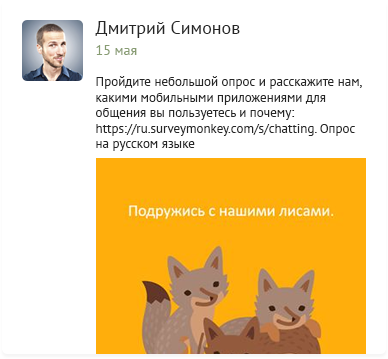 Дмитрий Симонов
15 мая
Пройдите небольшой опрос и расскажите нам,
какими мобильными приложениями для
общения вы пользуетесь и почему:
https://ru.surveymonkey.com/s/chatting. Опрос
на русском языке
Подружись с нашими лисами.